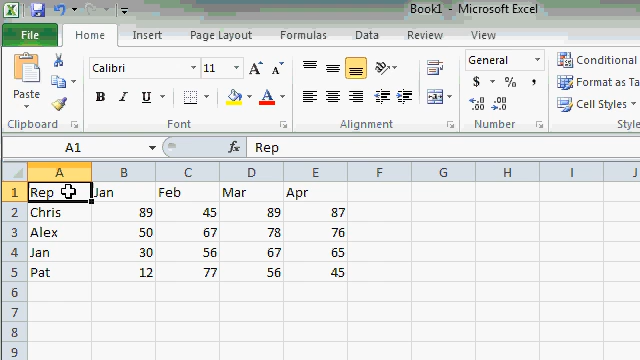 Book1 - Microsoft Excel
File Home Insert Page Layout Formulas Data Review View
Calibri 11 General Conditional
Paste Format as Ta
B I U A $ % , Cell Styles
Clipboard Font Alignment Number Style
A1 fx Rep
A B C D E F G H I J
1 Rep Jan Feb Mar Apr
2 Chris 89 45 89 87
3 Alex 50 67 78 76
4 Jan 30 56 67 65
5 Pat 12 77 56 45
6
7
8
9